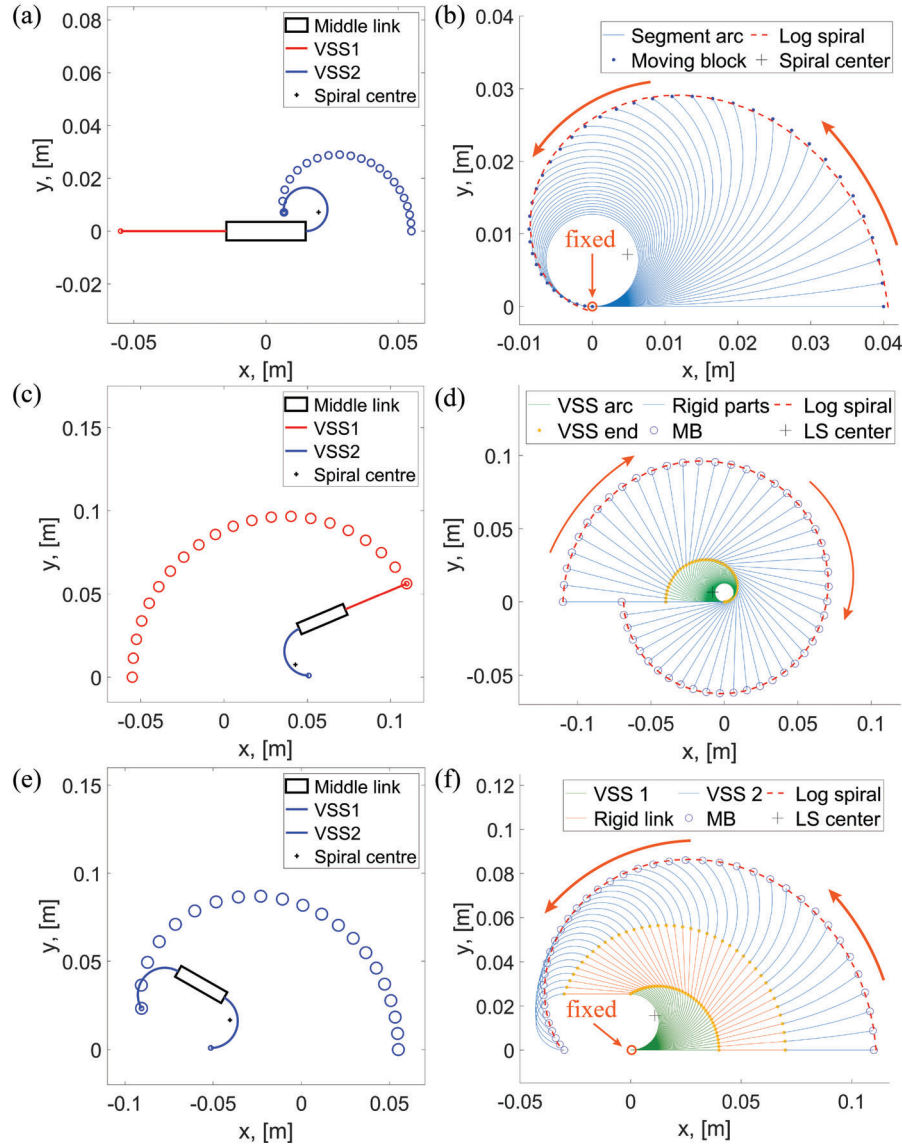 (a)
Middle link
VSS1
VSS2
Spiral centre
0.08
0.06
0.04
0.02
0
-0.02
y, [m]
-0.05
0
0.05
x, [m]
(b)
Segment arc
Log spiral
Moving block
Spiral center
0.04
0.03
0.02
0.01
0
y, [m]
fixed
-0.01
0
0.01
0.02
0.03
0.04
x, [m]
(c)
Middle link
VSS1
VSS2
Spiral centre
0.15
0.1
0.05
0
y, [m]
-0.05
0
0.05
0.1
x, [m]
(d)
VSS arc
Rigid parts
Log spiral
VSS end
MB
LS center
0.1
0.05
0
-0.05
y, [m]
-0.1
-0.05
0
0.05
0.1
x, [m]
(e)
Middle link
VSS1
VSS2
Spiral centre
0.15
0.1
0.05
0
y, [m]
-0.1
-0.05
0
0.05
x, [m]
(f)
VSS 1
VSS 2
Log spiral
Rigid link
MB
LS center
0.12
0.1
0.08
0.06
0.04
0.02
0
y, [m]
fixed
-0.05
0
0.05
0.1
x, [m]